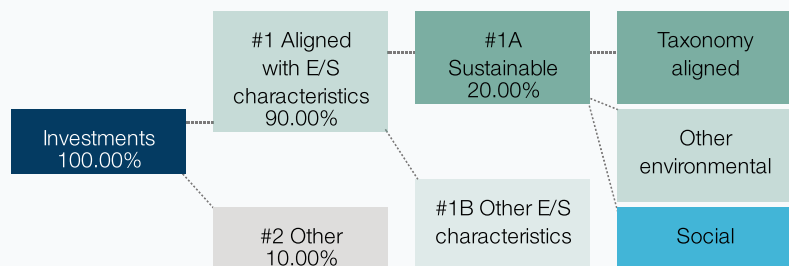 Investments
100.00%
#1 Aligned
with E/S
characteristics
90.00%
#2 Other
10.00%
#1A
Sustainable
20.00%
#1B Other E/S
characteristics
Taxonomy
aligned
Other
environmental
Social